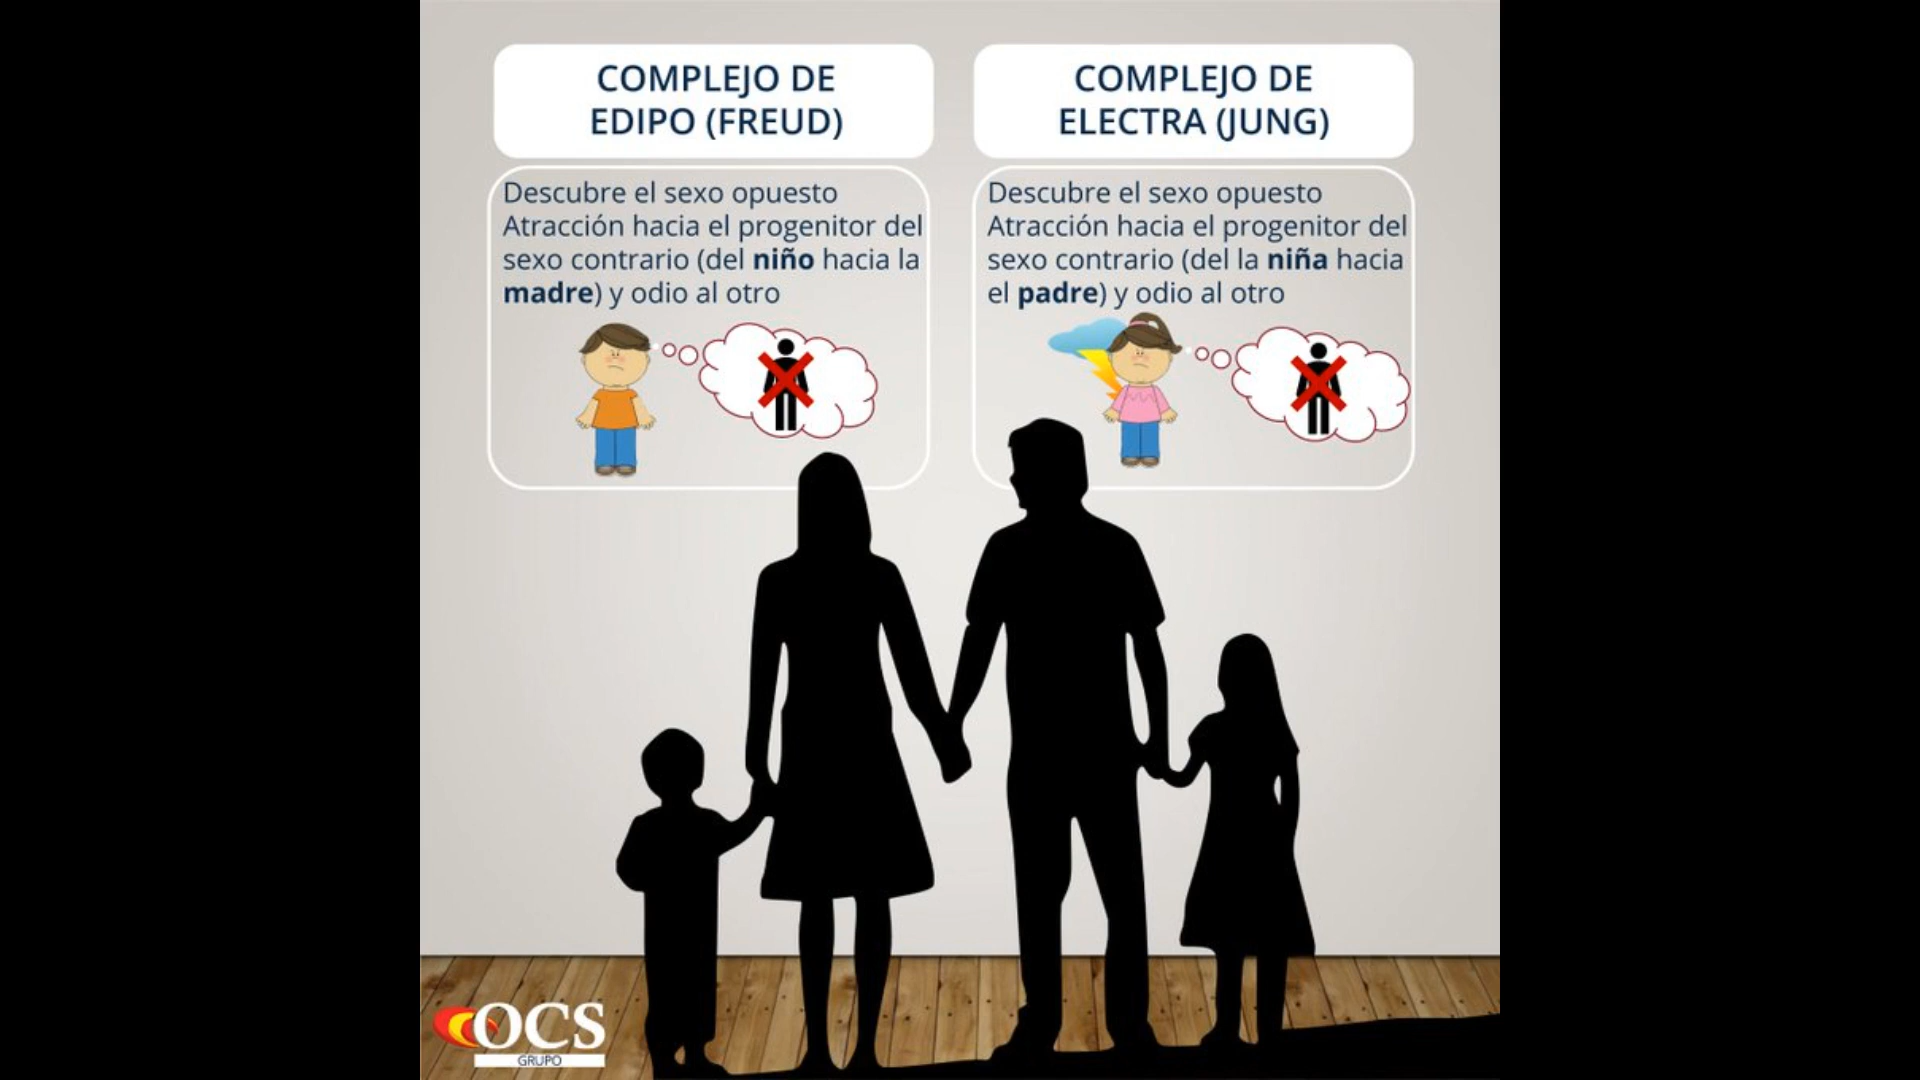 COMPLEJO DE
EDIPO (FREUD)
Descubre el sexo opuesto
Atracción hacia el progenitor del
sexo contrario (del niño hacia la
madre) y odio al otro
COMPLEJO DE
ELECTRA (JUNG)
Descubre el sexo opuesto
Atracción hacia el progenitor del
sexo contrario (del la niña hacia
el padre) y odio al otro
OCS
GRUPO